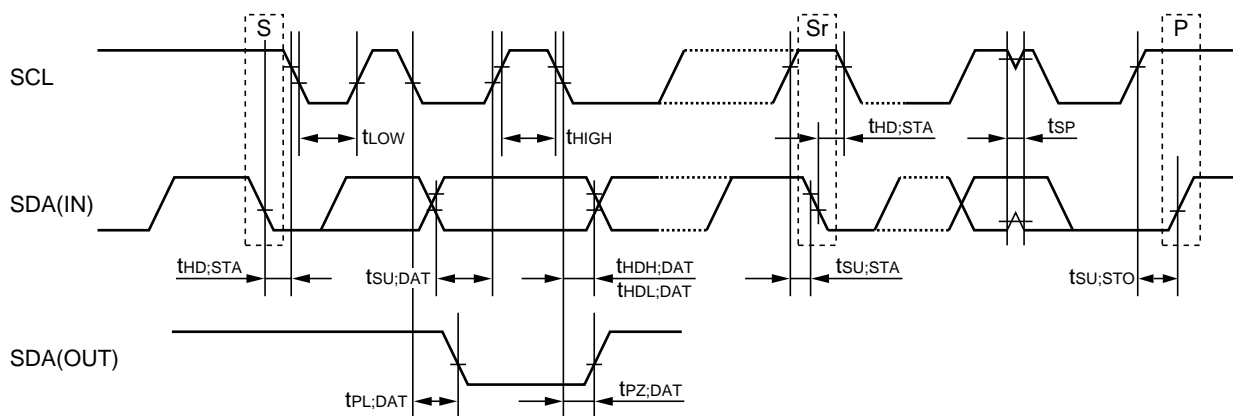 S
Sr
P
SCL
tLOW
tHIGH
tHD;STA
tSP
SDA(IN)
tHD;STA
tSU;DAT
tHDH;DAT
tHDL;DAT
tSU;STA
tSU;STO
SDA(OUT)
tPL;DAT
tPZ;DAT